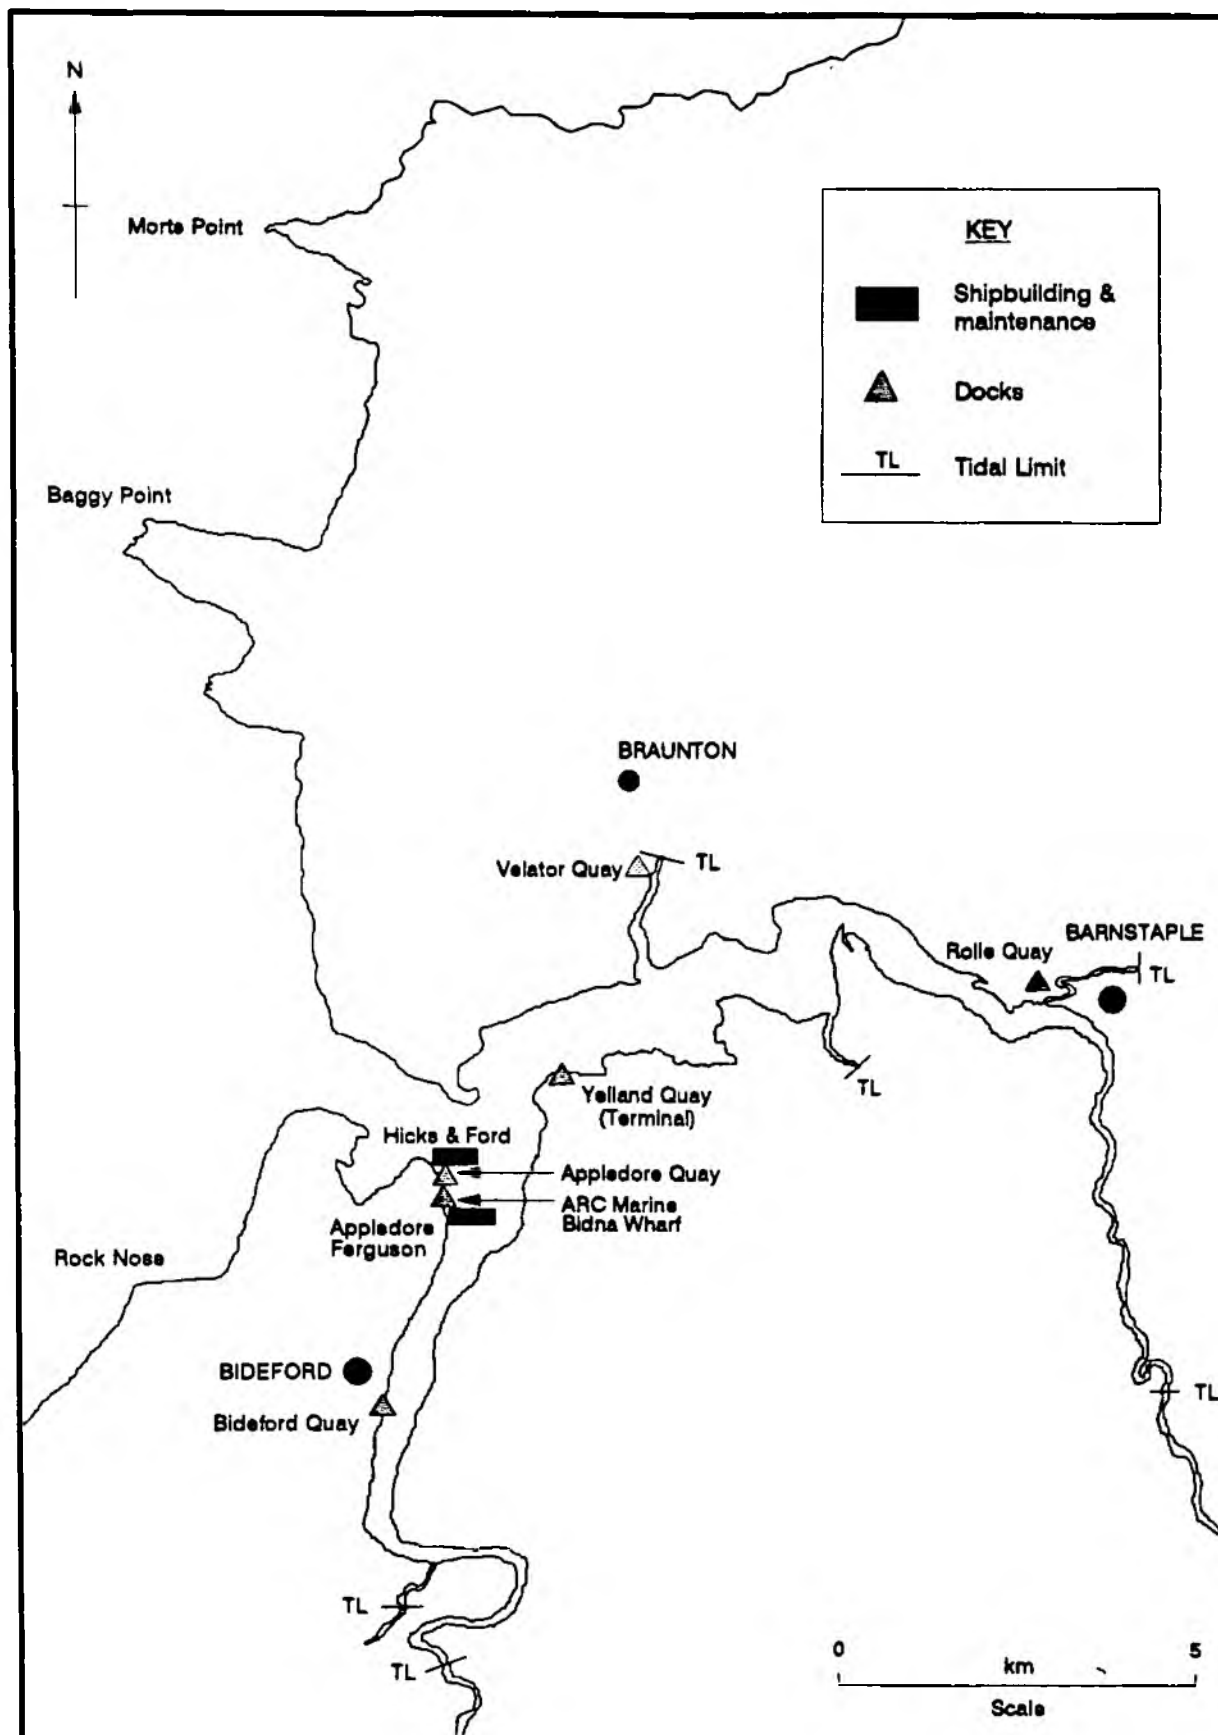 N
Morte Point
KEY
Shipbuilding &
maintenance
Docks
TL
Tidal Limit
Baggy Point
BRAUNTON
Velator Quay
TL
BARNSTAPLE
Rolle Quay
TL
TL
Yelland Quay
(Terminal)
Hicks & Ford
Appledore Quay
ARC Marine
Bidna Wharf
Appledore
Ferguson
Rock Nose
BIDEFORD
Bideford Quay
TL
TL
TL
0
5
km
Scale